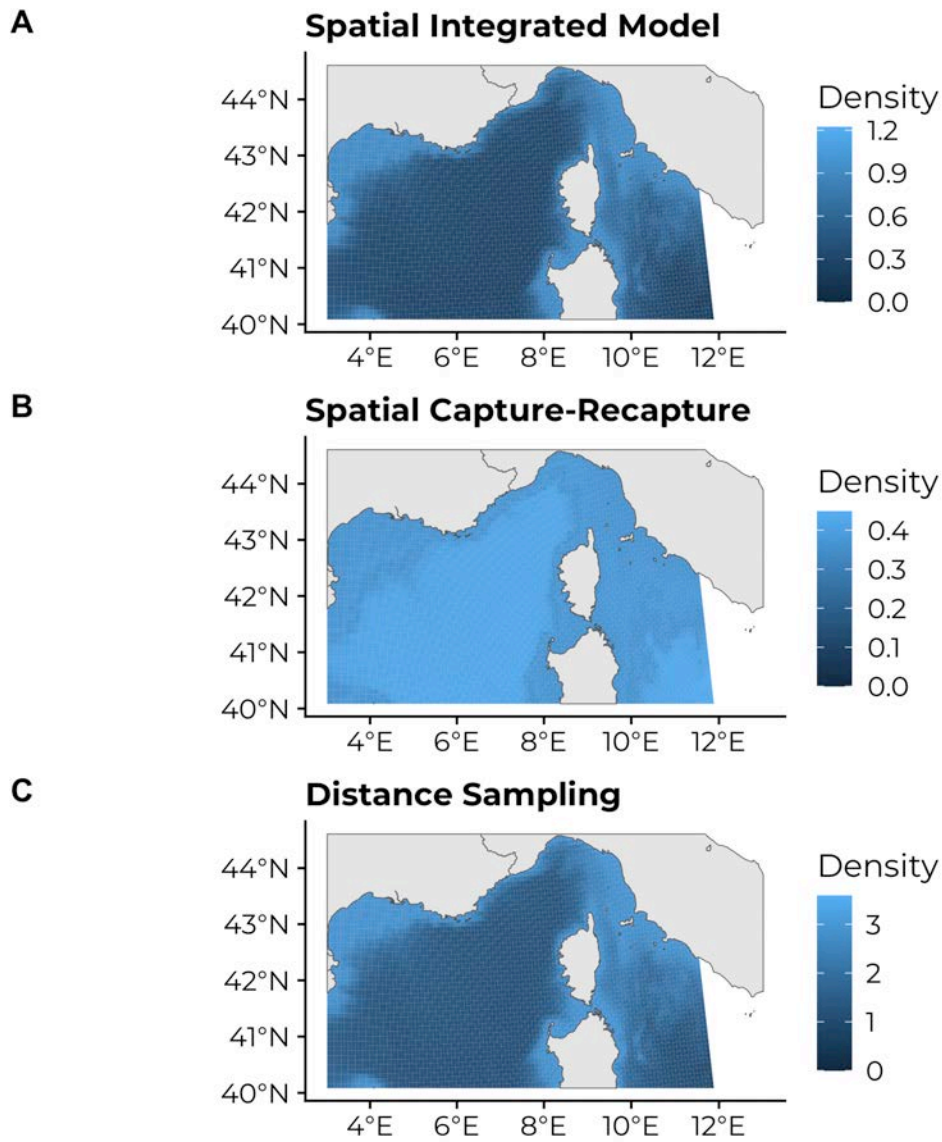 A
Spatial Integrated Model
44°N
43°N
42°N
41°N
40°N
4°E 6°E 8°E 10°E 12°E
Density
1.2
0.9
0.6
0.3
0.0
B
Spatial Capture-Recapture
44°N
43°N
42°N
41°N
40°N
4°E 6°E 8°E 10°E 12°E
Density
0.4
0.3
0.2
0.1
0.0
C
Distance Sampling
44°N
43°N
42°N
41°N
40°N
4°E 6°E 8°E 10°E 12°E
Density
3
2
1
0